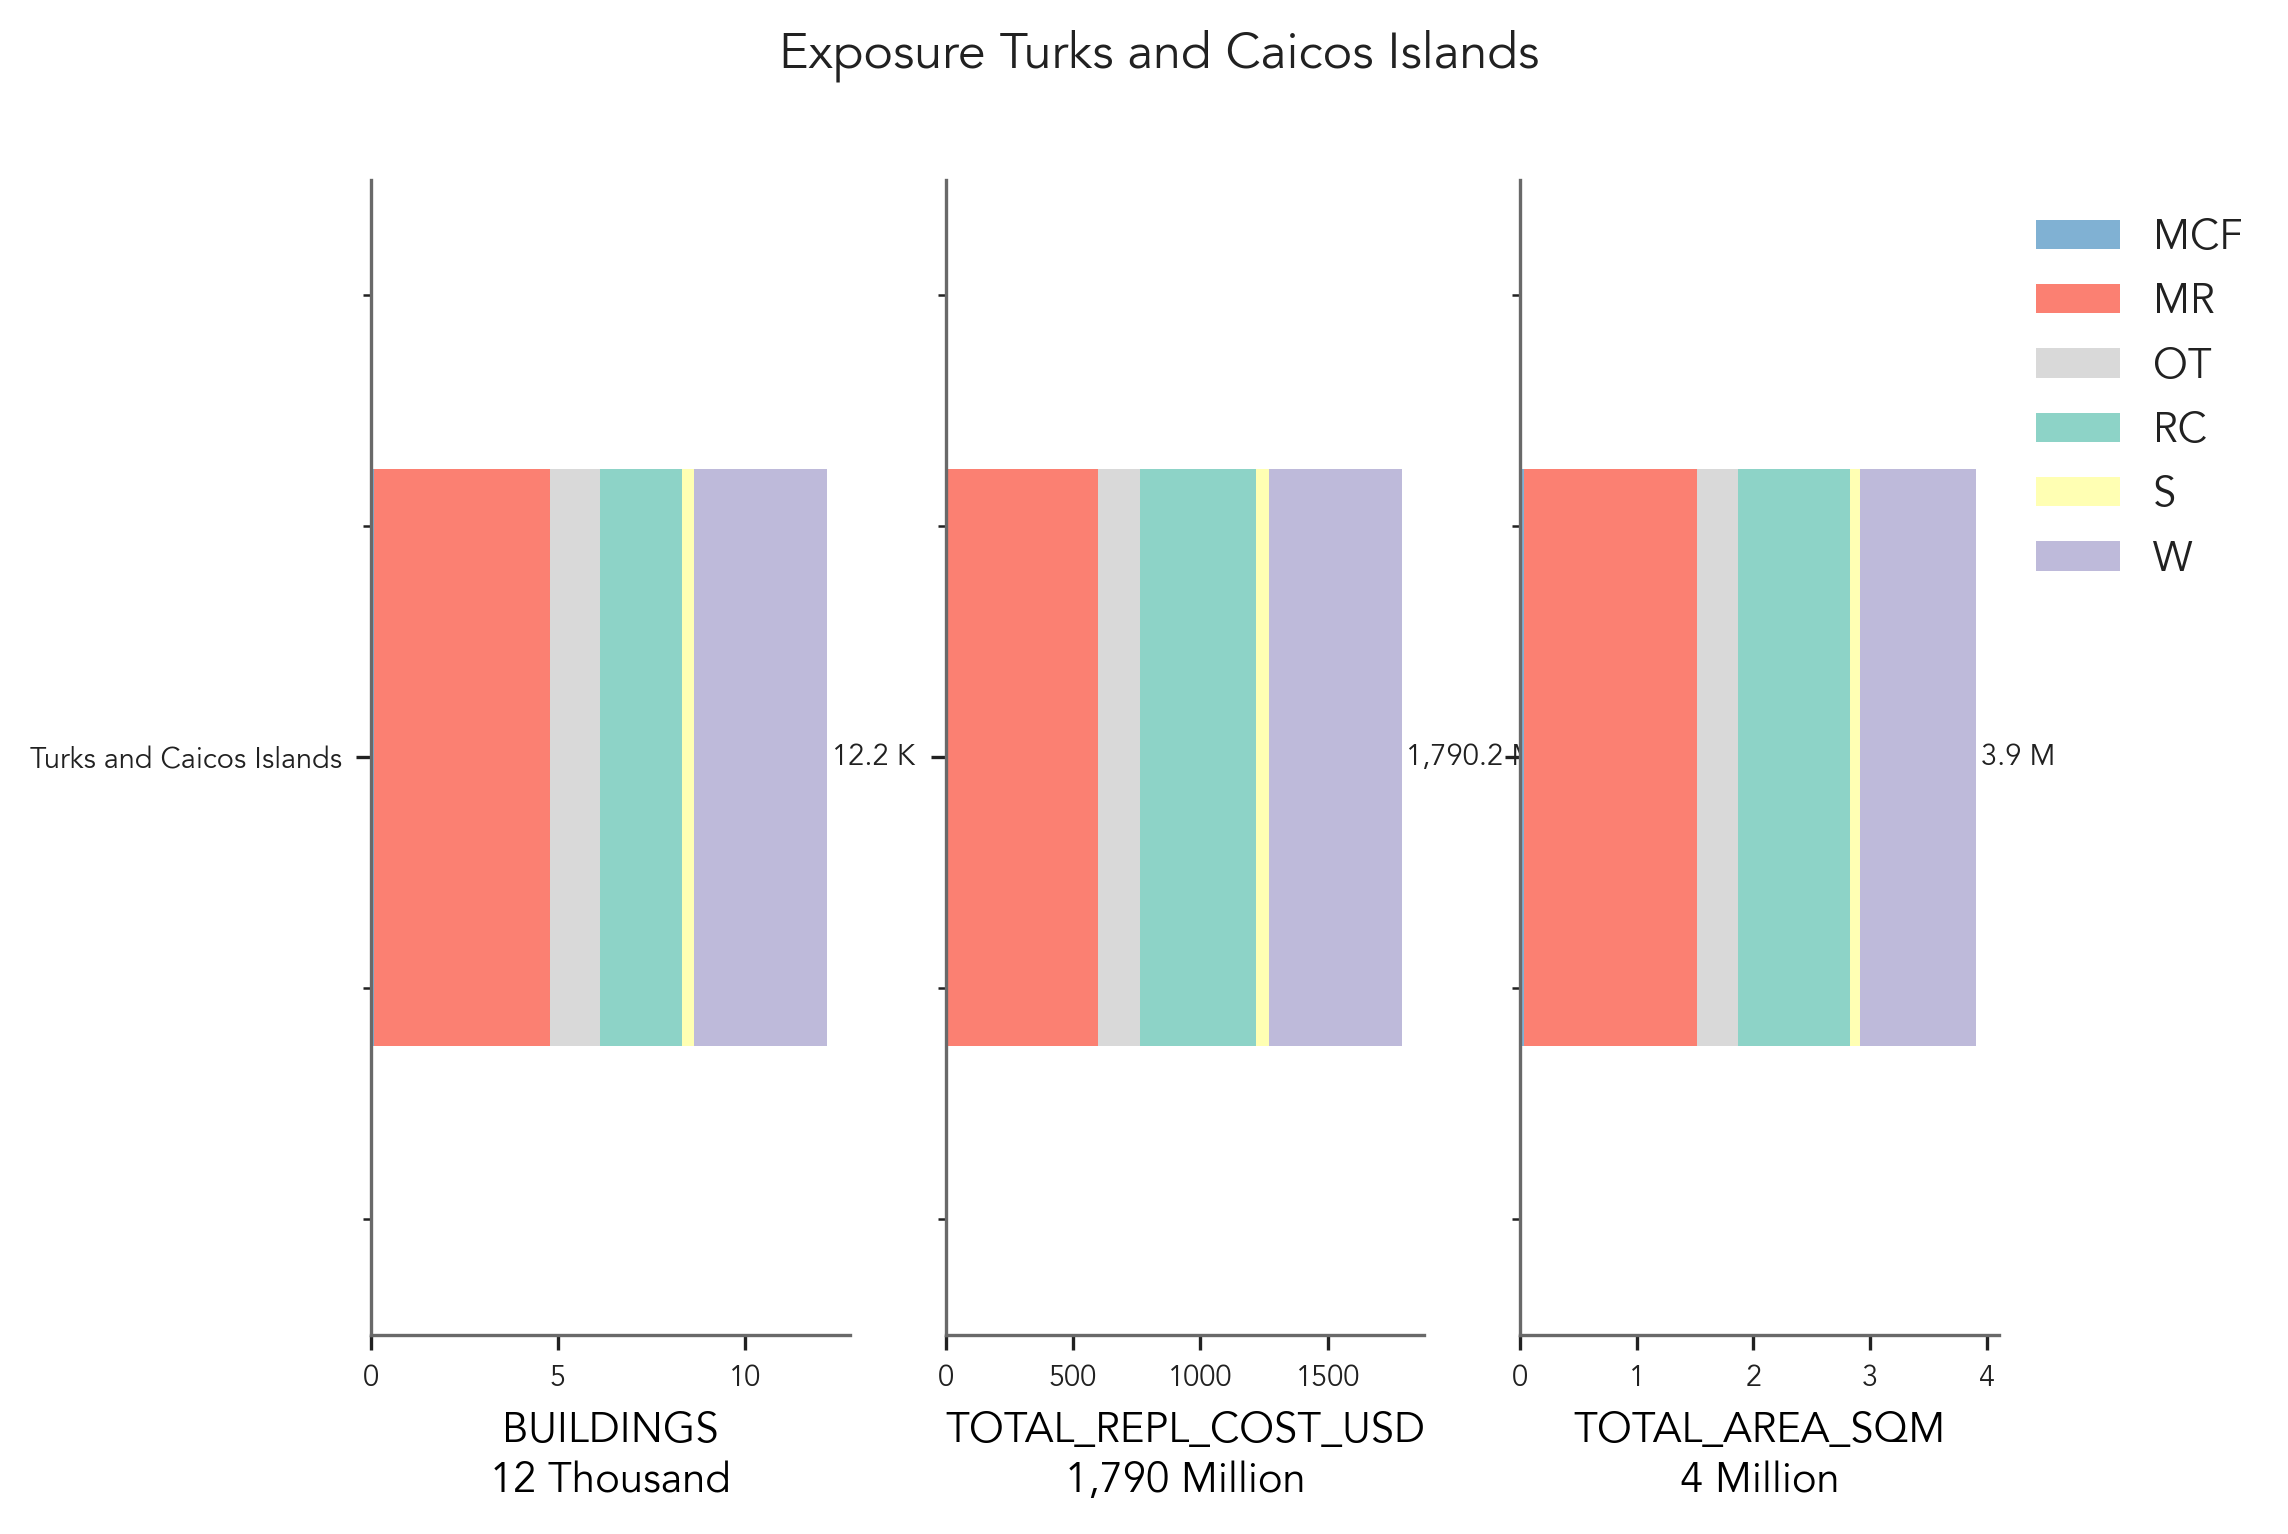 Exposure Turks and Caicos Islands
MCF
MR
OT
RC
S
W
Turks and Caicos Islands
12.2 K
1,790.2 M
3.9 M
0 5 10
0 500 1000 1500
0 1 2 3 4
BUILDINGS
12 Thousand
TOTAL_REPL_COST_USD
1,790 Million
TOTAL_AREA_SQM
4 Million